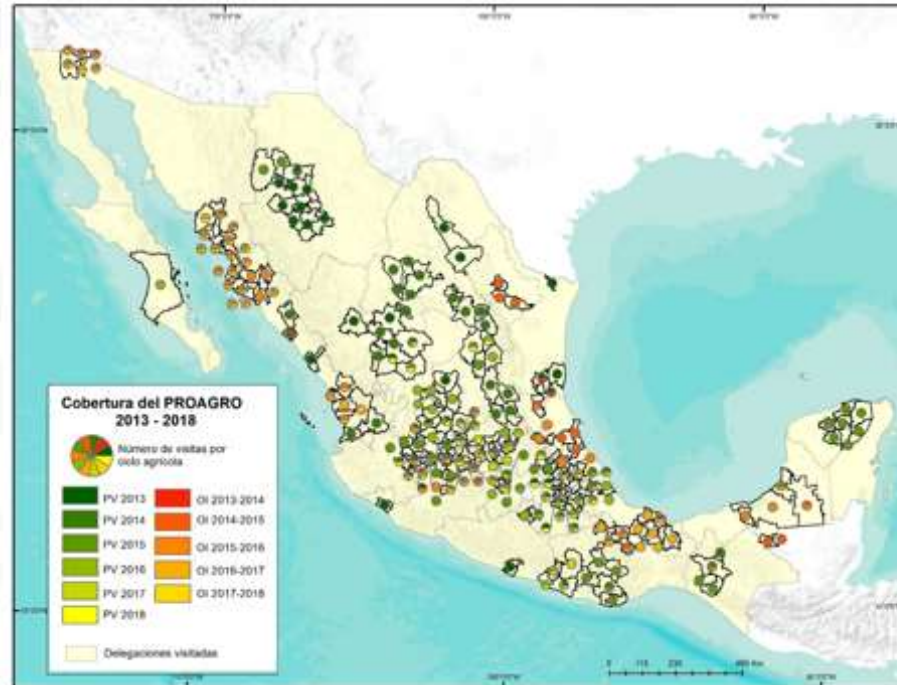 Cobertura del PROAGRO
2013 - 2018
Número de visitas por
ciclo agrícola
PV 2013
OI 2013-2014
PV 2014
OI 2014-2015
PV 2015
OI 2015-2016
PV 2016
OI 2016-2017
PV 2017
OI 2017-2018
PV 2018
Delegaciones visitadas